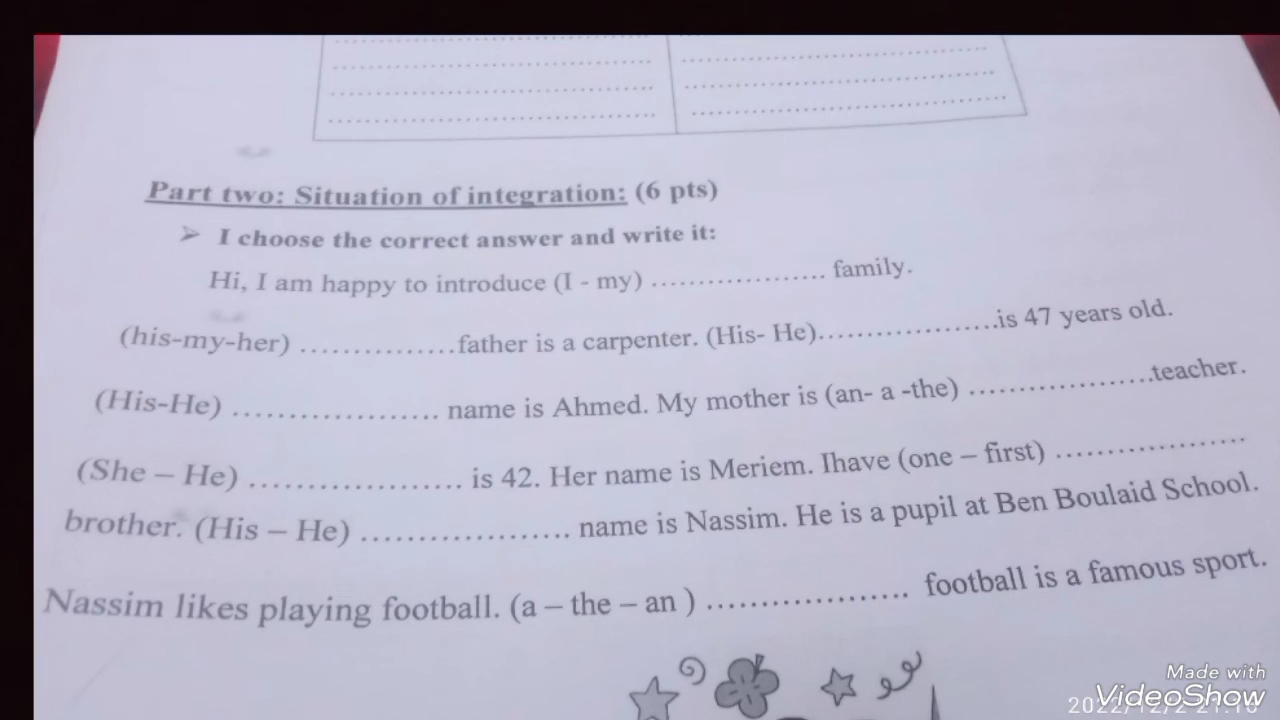 Part two: Situation of integration: (6 pts)
➢ I choose the correct answer and write it:
Hi, I am happy to introduce (I - my) .................. family.
(his-my-her) ...............father is a carpenter. (His- He)...................is 47 years old.
(His-He) .................... name is Ahmed. My mother is (an- a -the) ....................teacher.
(She – He) ..................... is 42. Her name is Meriem. Ihave (one – first) ....................
brother. (His – He) ..................... name is Nassim. He is a pupil at Ben Boulaid School.
Nassim likes playing football. (a – the – an ) ................... football is a famous sport.
Made with
VideoShow